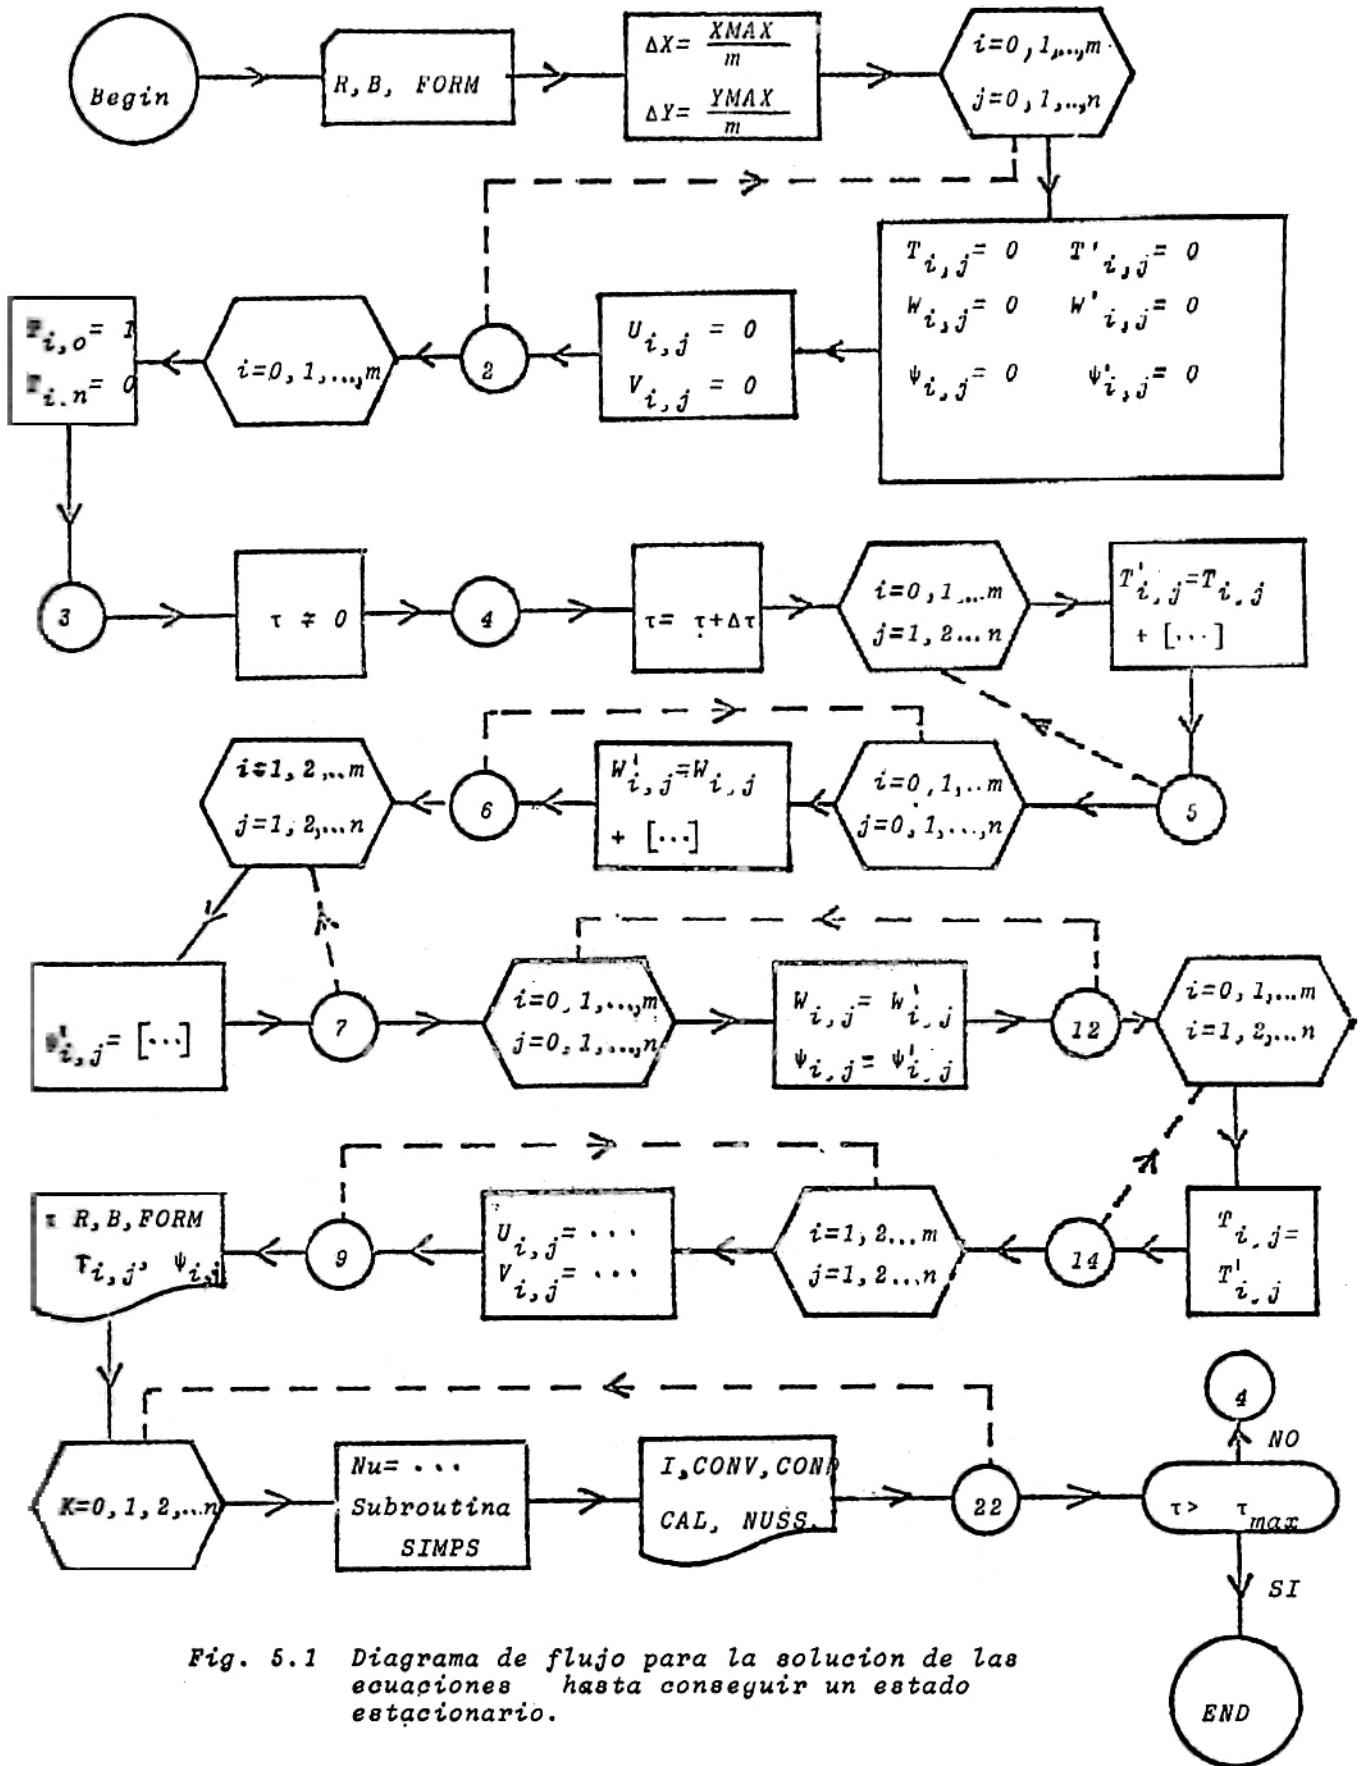 Begin
R, B, FORM
ΔX= XMAX
m
ΔY= YMAX
m
i=0,1,...,m
j=0,1,..,n
T i,j= 0 T' i,j= 0
W i,j= 0 W' i,j= 0
ψ i,j= 0 ψ' i,j= 0
U i,j = 0
V i,j = 0
2
i=0,1,...,m
T i,o= 1
T i.n= 0
3
τ ≠ 0
4
τ= τ+Δτ
i=0,1...m
j=1,2...n
T' i,j=T i,j
+ [...]
5
i=0,1,..m
j=0,1,...,n
W' i,j=W i,j
+ [...]
6
i=1,2,..m
j=1,2,...n
ψ' i,j= [...]
7
i=0,1,...,m
j=0,1,...,n
W i,j= W' i,j
ψ i,j= ψ' i,j
12
i=0,1,...m
i=1,2,...n
T i,j=
T' i,j
14
i=1,2...m
j=1,2...n
U i,j= ...
V i,j= ...
9
τ R,B,FORM
T i,j, ψ i,j
K=0,1,2,...n
Nu= ...
Subroutina
SIMPS
I,CONV,COND
CAL, NUSS.
22
τ> τ max
NO
4
SI
END
Fig. 5.1 Diagrama de flujo para la solucion de las
ecuaciones hasta conseguir un estado
estacionario.